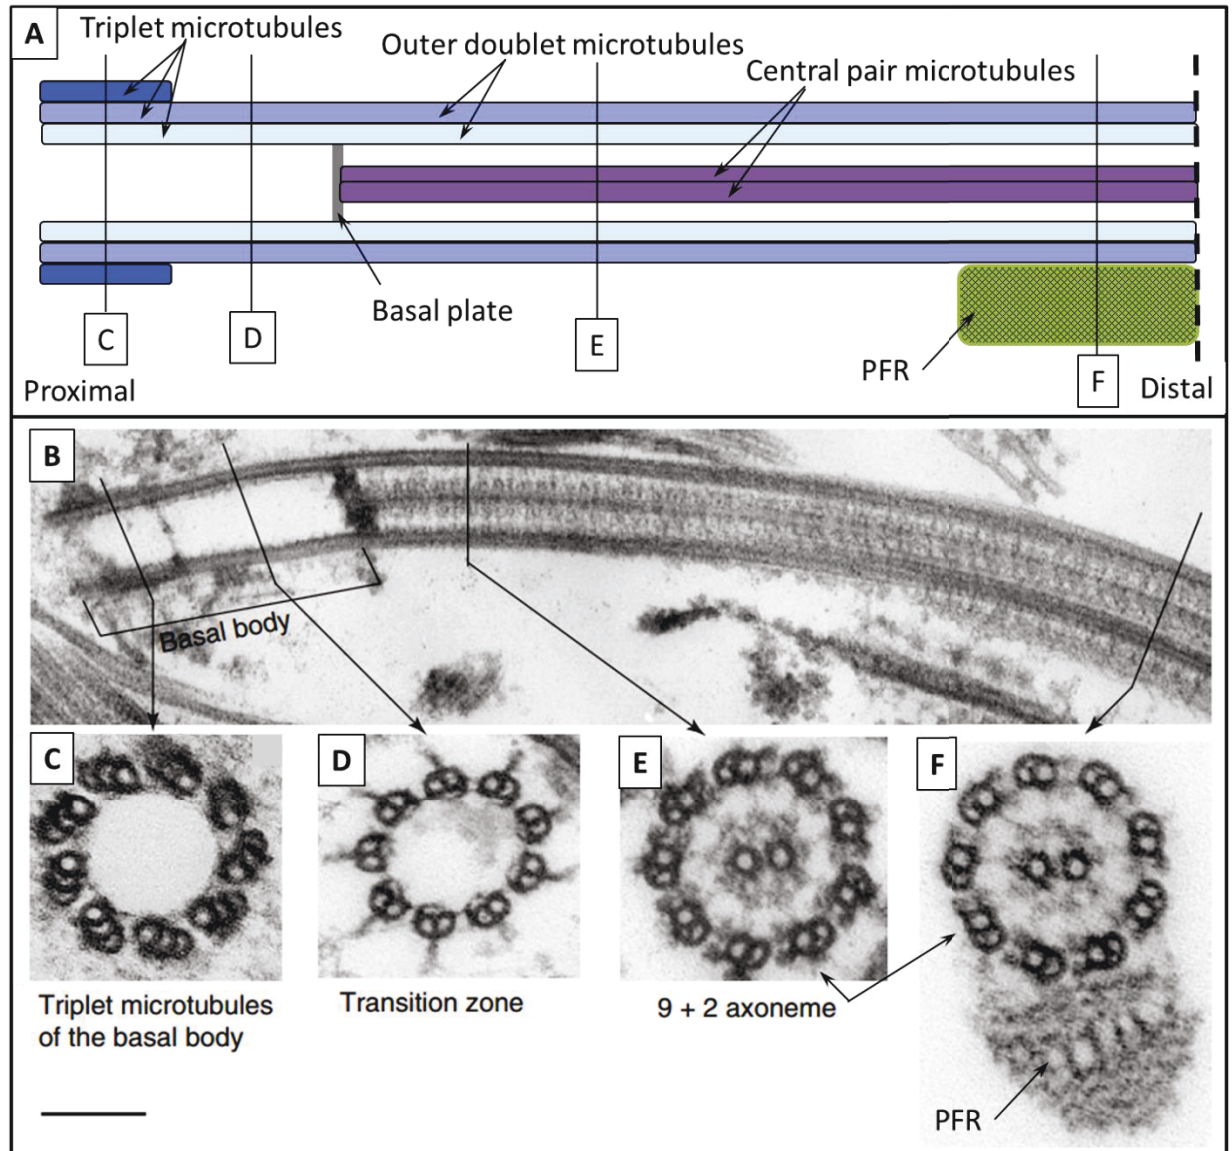 A
Triplet microtubules
Outer doublet microtubules
Central pair microtubules
Basal plate
C
D
E
PFR
F
Proximal
Distal
B
Basal body
C
D
E
F
Triplet microtubules
of the basal body
Transition zone
9 + 2 axoneme
PFR